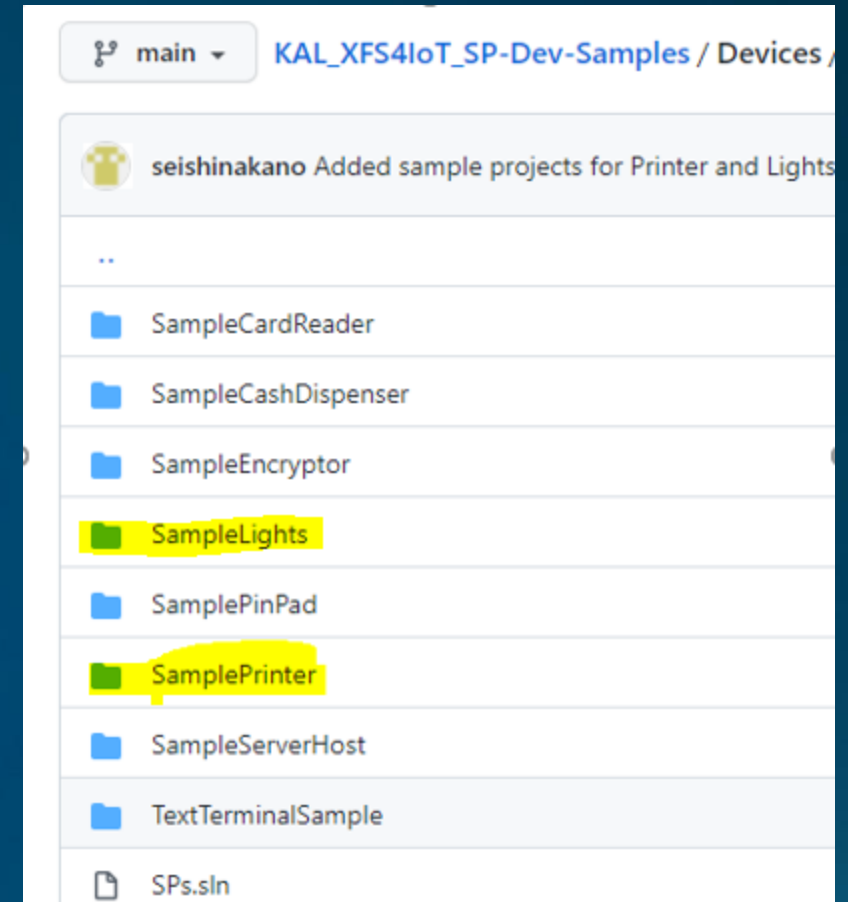 main KAL_XFS4IoT_SP-Dev-Samples / Devices /
seishinakano Added sample projects for Printer and Lights
..
SampleCardReader
SampleCashDispenser
SampleEncryptor
SampleLights
SamplePinPad
SamplePrinter
SampleServerHost
TextTerminalSample
SPs.sln